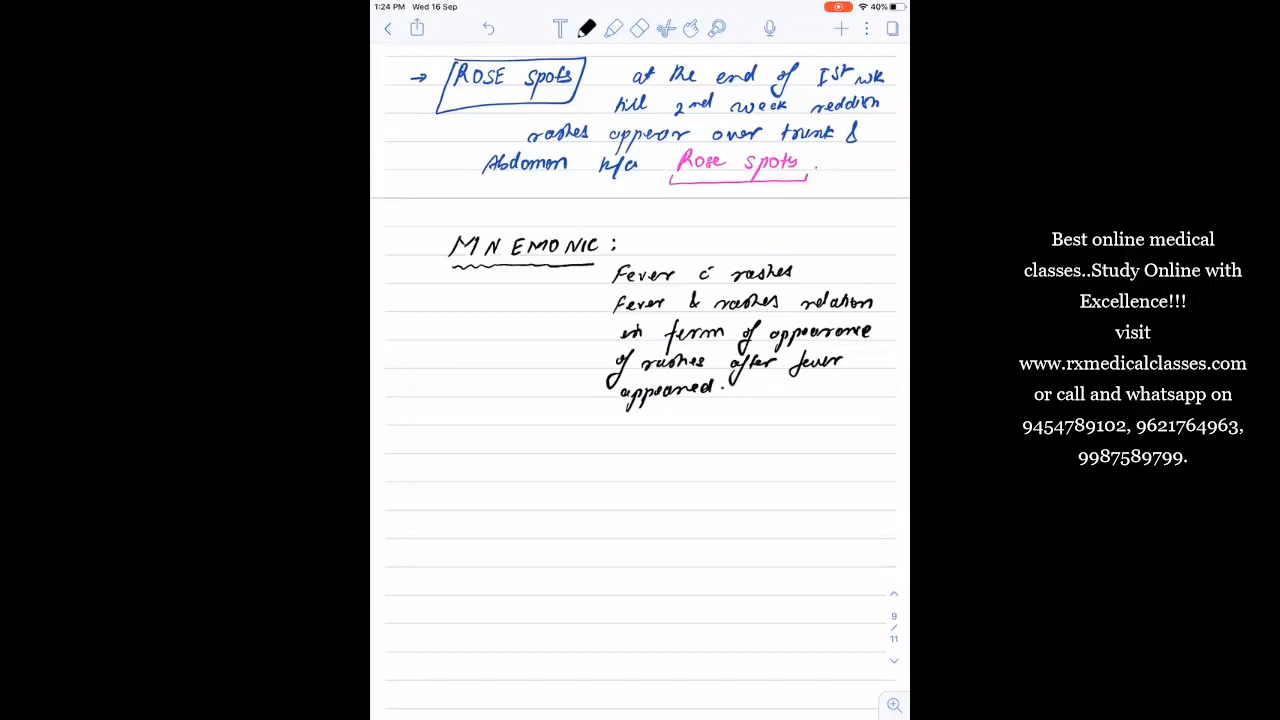 1:24 PM Wed 16 Sep
40%
→ ROSE spots at the end of Ist wk
till 2nd week reddish
rashes appear over trunk &
Abdomen k/a Rose spots.
MNEMONIC:
Fever c̄ rashes
Fever & rashes relation
in ferm of appearance
of rashes after fever
appeared.
9
/
11
Best online medical
classes..Study Online with
Excellence!!!
visit
www.rxmedicalclasses.com
or call and whatsapp on
9454789102, 9621764963,
9987589799.